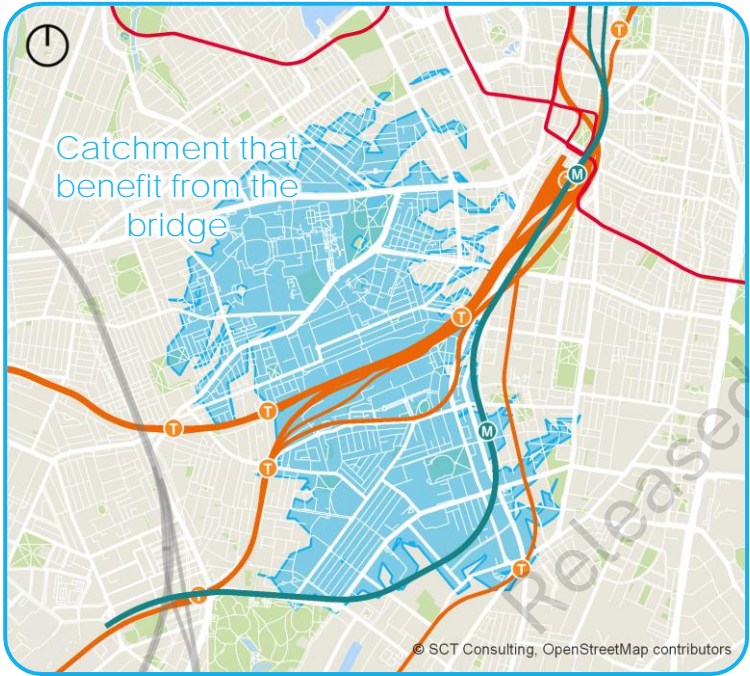 Catchment that
benefit from the
bridge
T
M
T
M
T
T
T
T
T
Released
© SCT Consulting, OpenStreetMap contributors